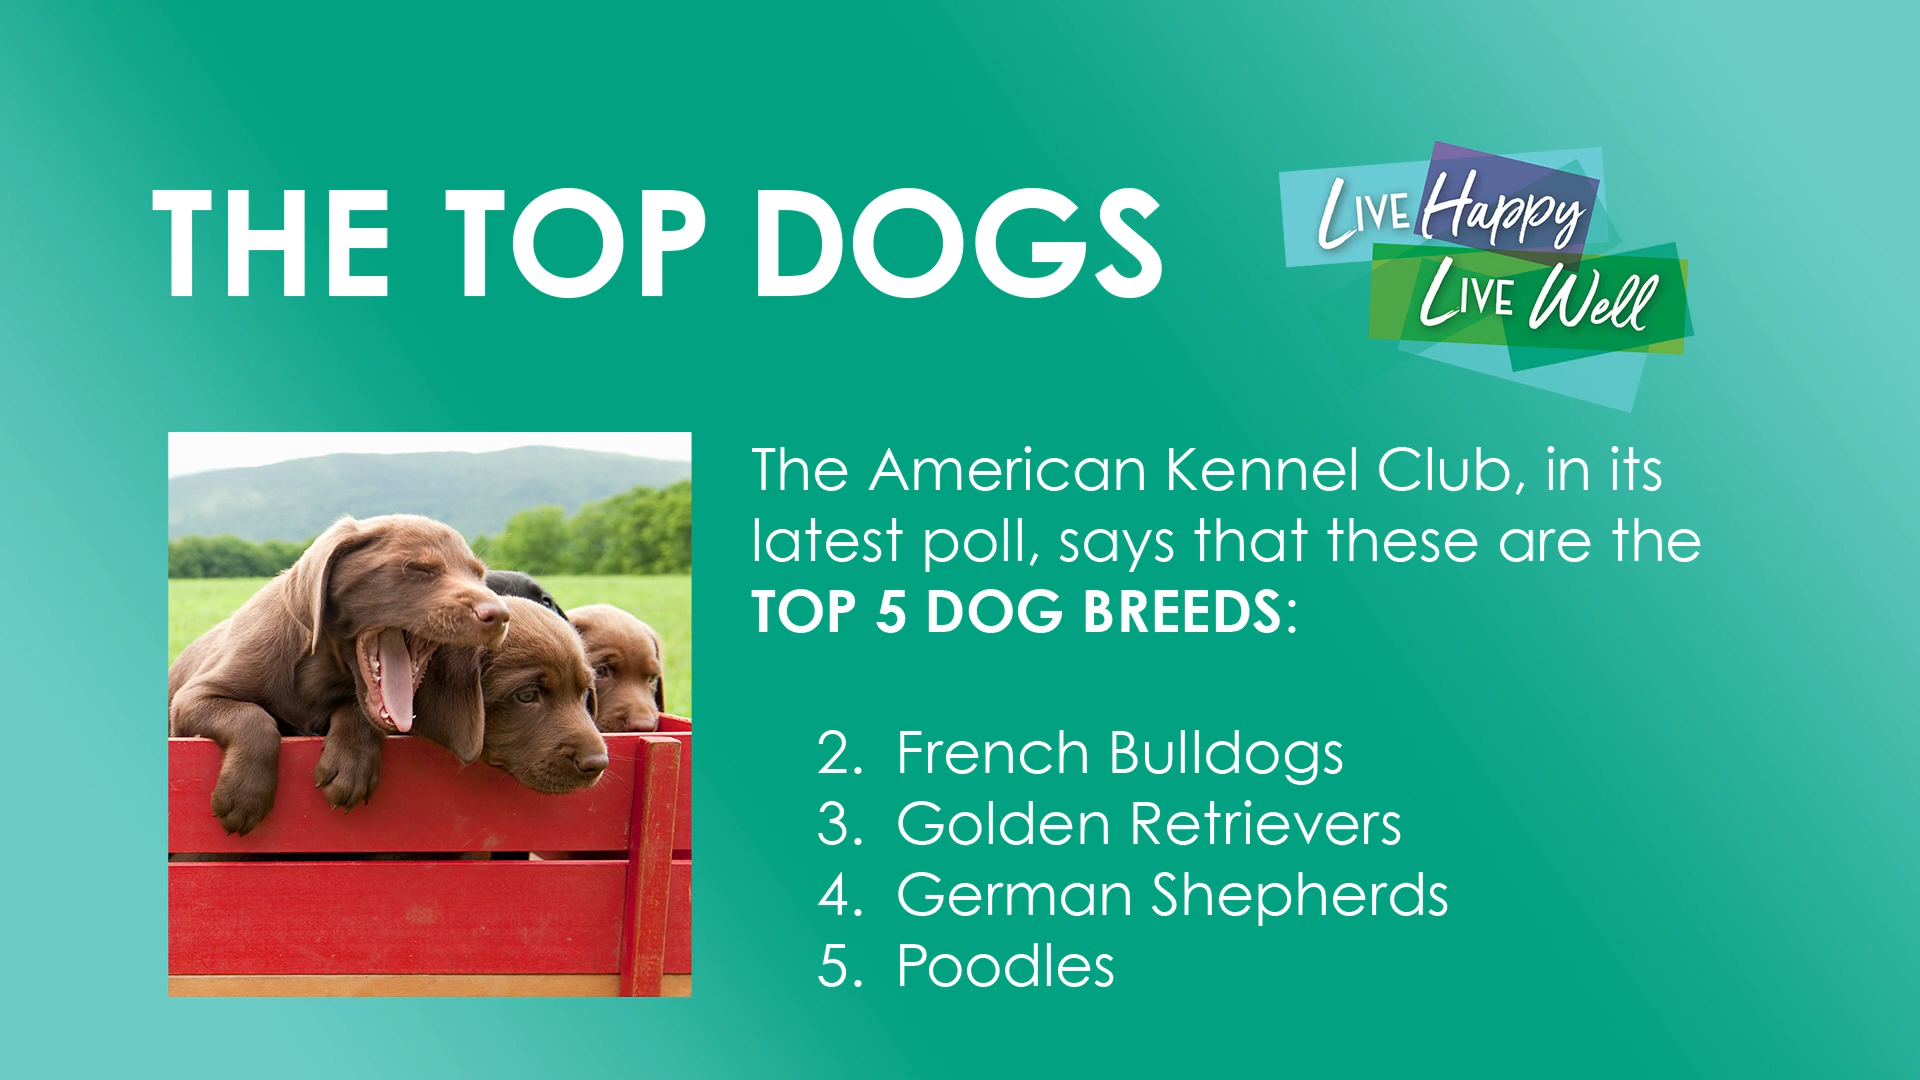 THE TOP DOGS
LIVE Happy
LIVE Well
The American Kennel Club, in its
latest poll, says that these are the
TOP 5 DOG BREEDS:
2. French Bulldogs
3. Golden Retrievers
4. German Shepherds
5. Poodles